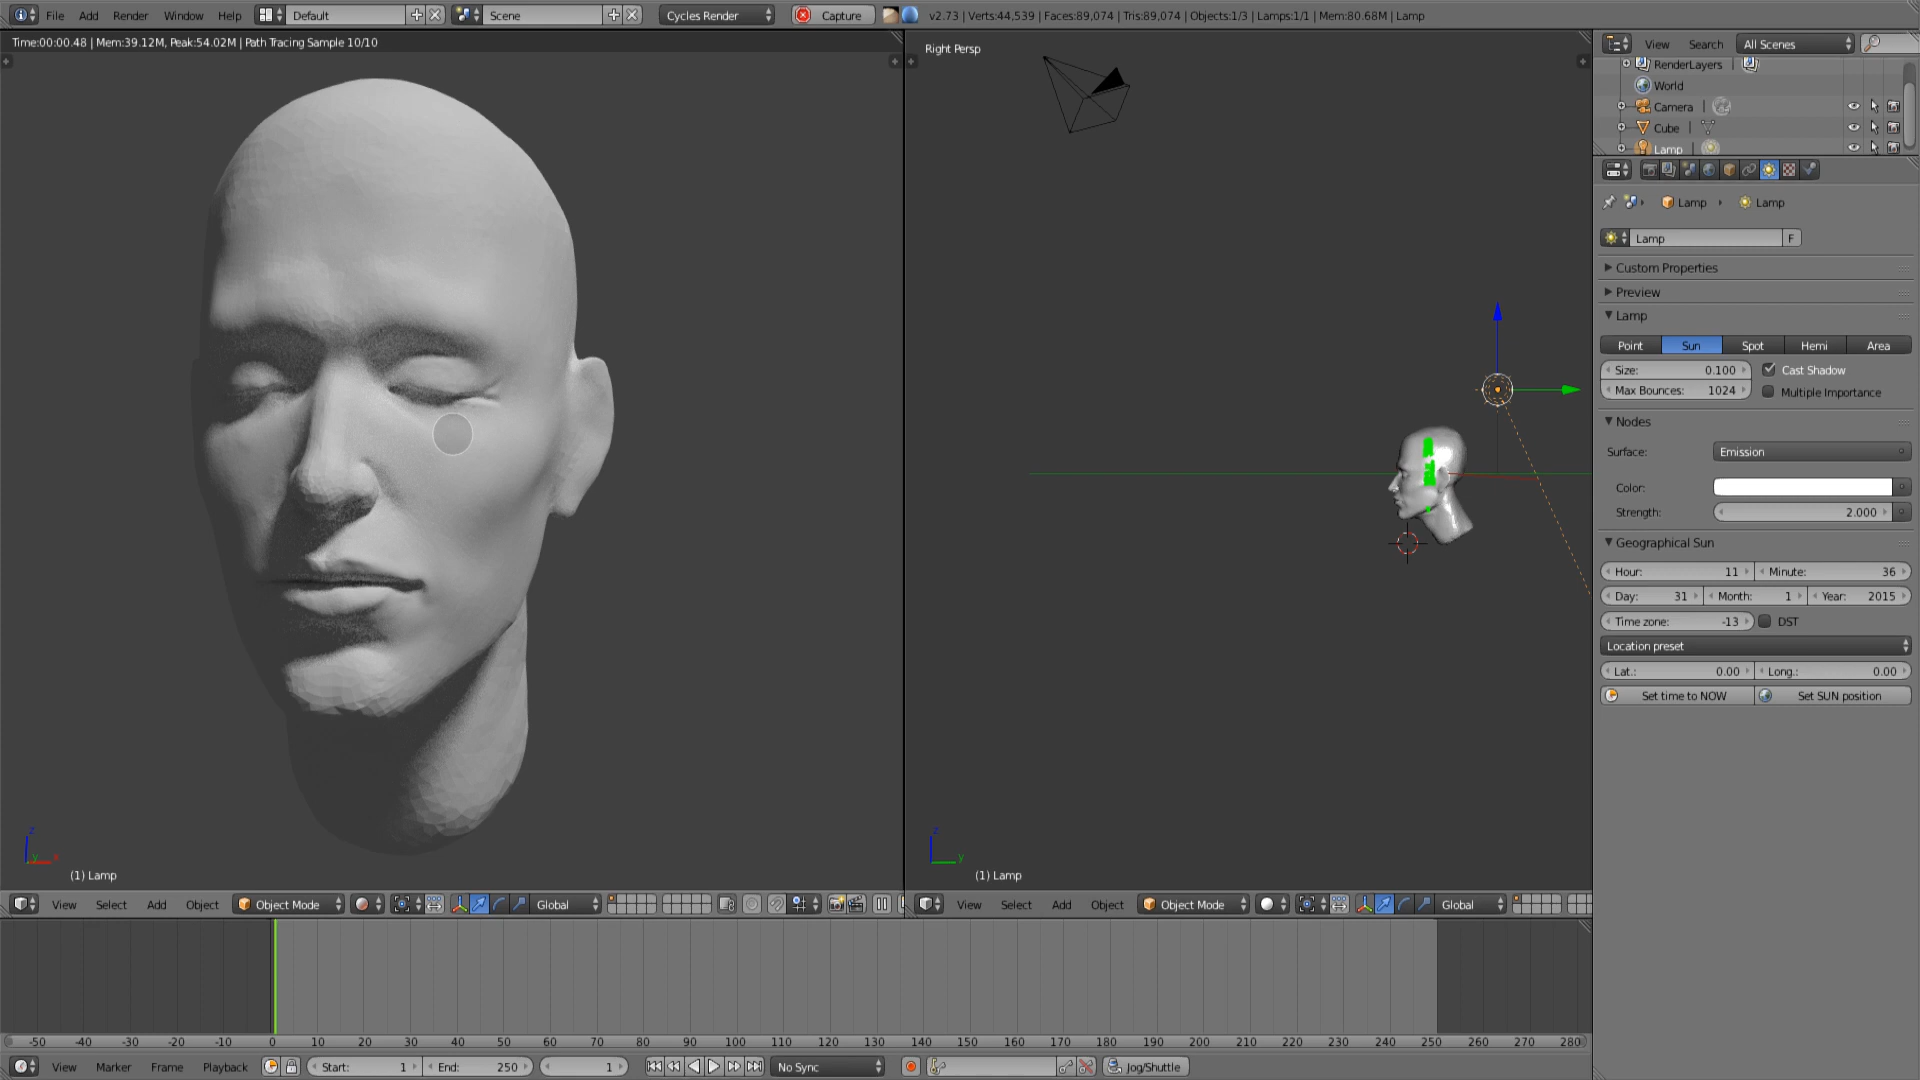 File Add Render Window Help Default Scene Cycles Render Capture v2.73 | Verts:44,539 | Faces:89,074 | Tris:89,074 | Objects:1/3 | Lamps:1/1 | Mem:80.68M | Lamp
Time:00:00.48 | Mem:39.12M, Peak:54.02M | Path Tracing Sample 10/10
Right Persp
View Search All Scenes
RenderLayers
World
Camera
Cube
Lamp
Lamp Lamp
Lamp F
Custom Properties
Preview
Lamp
Point Sun Spot Hemi Area
Size: 0.100 Cast Shadow
Max Bounces: 1024 Multiple Importance
Nodes
Surface: Emission
Color:
Strength: 2.000
Geographical Sun
Hour: 11 Minute: 36
Day: 31 Month: 1 Year: 2015
Time zone: -13 DST
Location preset
Lat.: 0.00 Long.: 0.00
Set time to NOW Set SUN position
z
y x
(1) Lamp
z
y
(1) Lamp
View Select Add Object Object Mode Global
View Select Add Object Object Mode Global
-50 -40 -30 -20 -10 0 10 20 30 40 50 60 70 80 90 100 110 120 130 140 150 160 170 180 190 200 210 220 230 240 250 260 270 280
View Marker Frame Playback Start: 1 End: 250 1 No Sync Jog/Shuttle